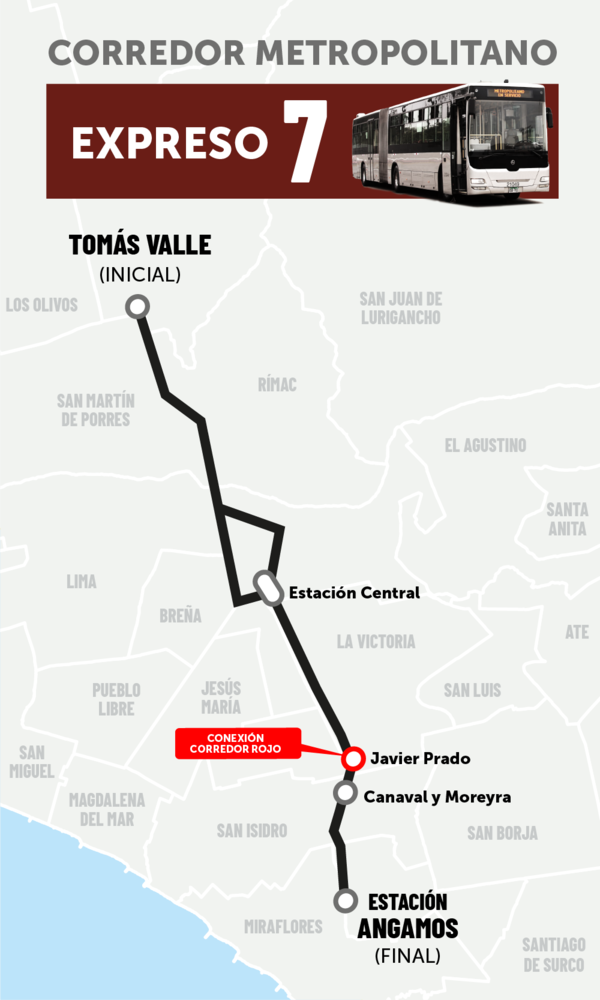 CORREDOR METROPOLITANO
EXPRESO 7
METROPOLITANO
EN SERVICIO
TOMÁS VALLE
(INICIAL)
LOS OLIVOS
SAN JUAN DE
LURIGANCHO
RÍMAC
SAN MARTÍN
DE PORRES
EL AGUSTINO
SANTA
ANITA
LIMA
Estación Central
BREÑA
LA VICTORIA
ATE
PUEBLO
LIBRE
JESÚS
MARÍA
SAN LUIS
CONEXIÓN
CORREDOR ROJO
Javier Prado
SAN
MIGUEL
Canaval y Moreyra
MAGDALENA
DEL MAR
SAN ISIDRO
SAN BORJA
ESTACIÓN
ANGAMOS
(FINAL)
MIRAFLORES
SANTIAGO
DE SURCO